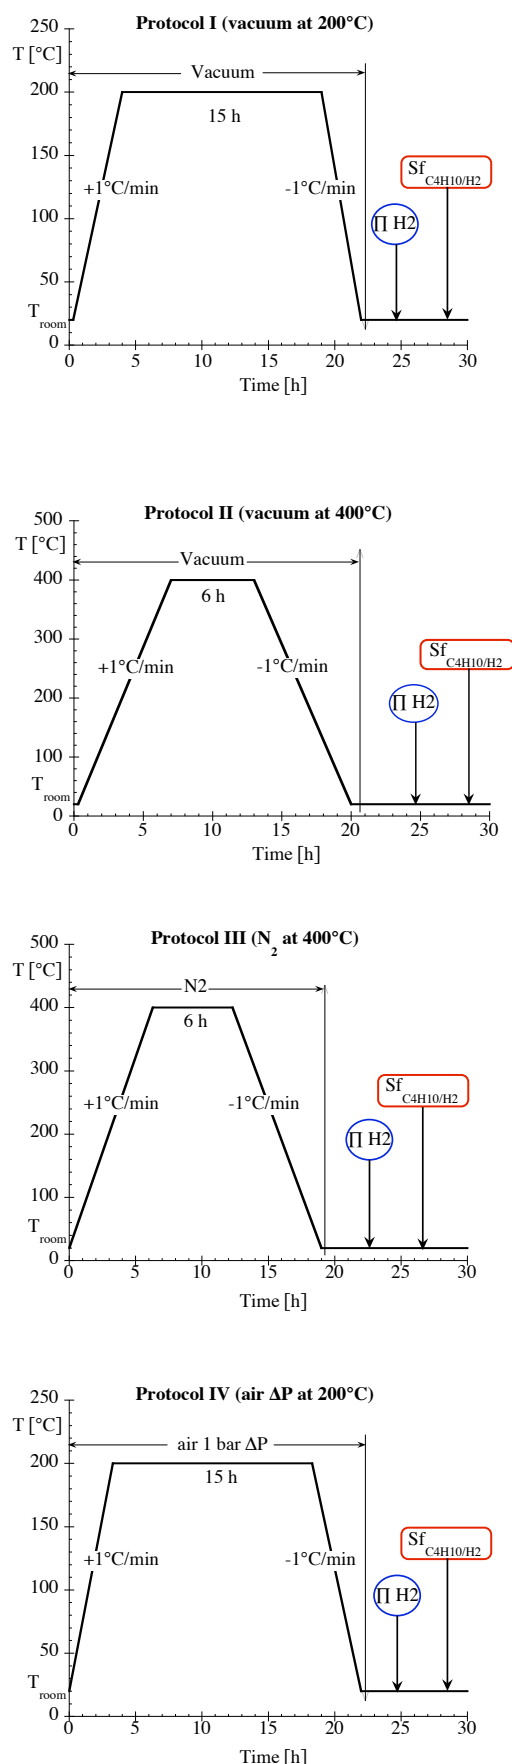 Protocol I (vacuum at 200°C)
250
T [°C]
Vacuum
200
15 h
150
Sf C4H10/H2
+1°C/min
-1°C/min
100
∏ H2
50
T room
0
0 5 10 15 20 25 30
Time [h]
Protocol II (vacuum at 400°C)
500
T [°C]
Vacuum
400
6 h
300
Sf C4H10/H2
+1°C/min
-1°C/min
200
∏ H2
100
T room
0
0 5 10 15 20 25 30
Time [h]
Protocol III (N2 at 400°C)
500
T [°C]
N2
400
6 h
300
Sf C4H10/H2
+1°C/min
-1°C/min
200
∏ H2
100
T room
0
0 5 10 15 20 25 30
Time [h]
Protocol IV (air ΔP at 200°C)
250
T [°C]
air 1 bar ΔP
200
15 h
150
Sf C4H10/H2
+1°C/min
-1°C/min
100
∏ H2
50
T room
0
0 5 10 15 20 25 30
Time [h]